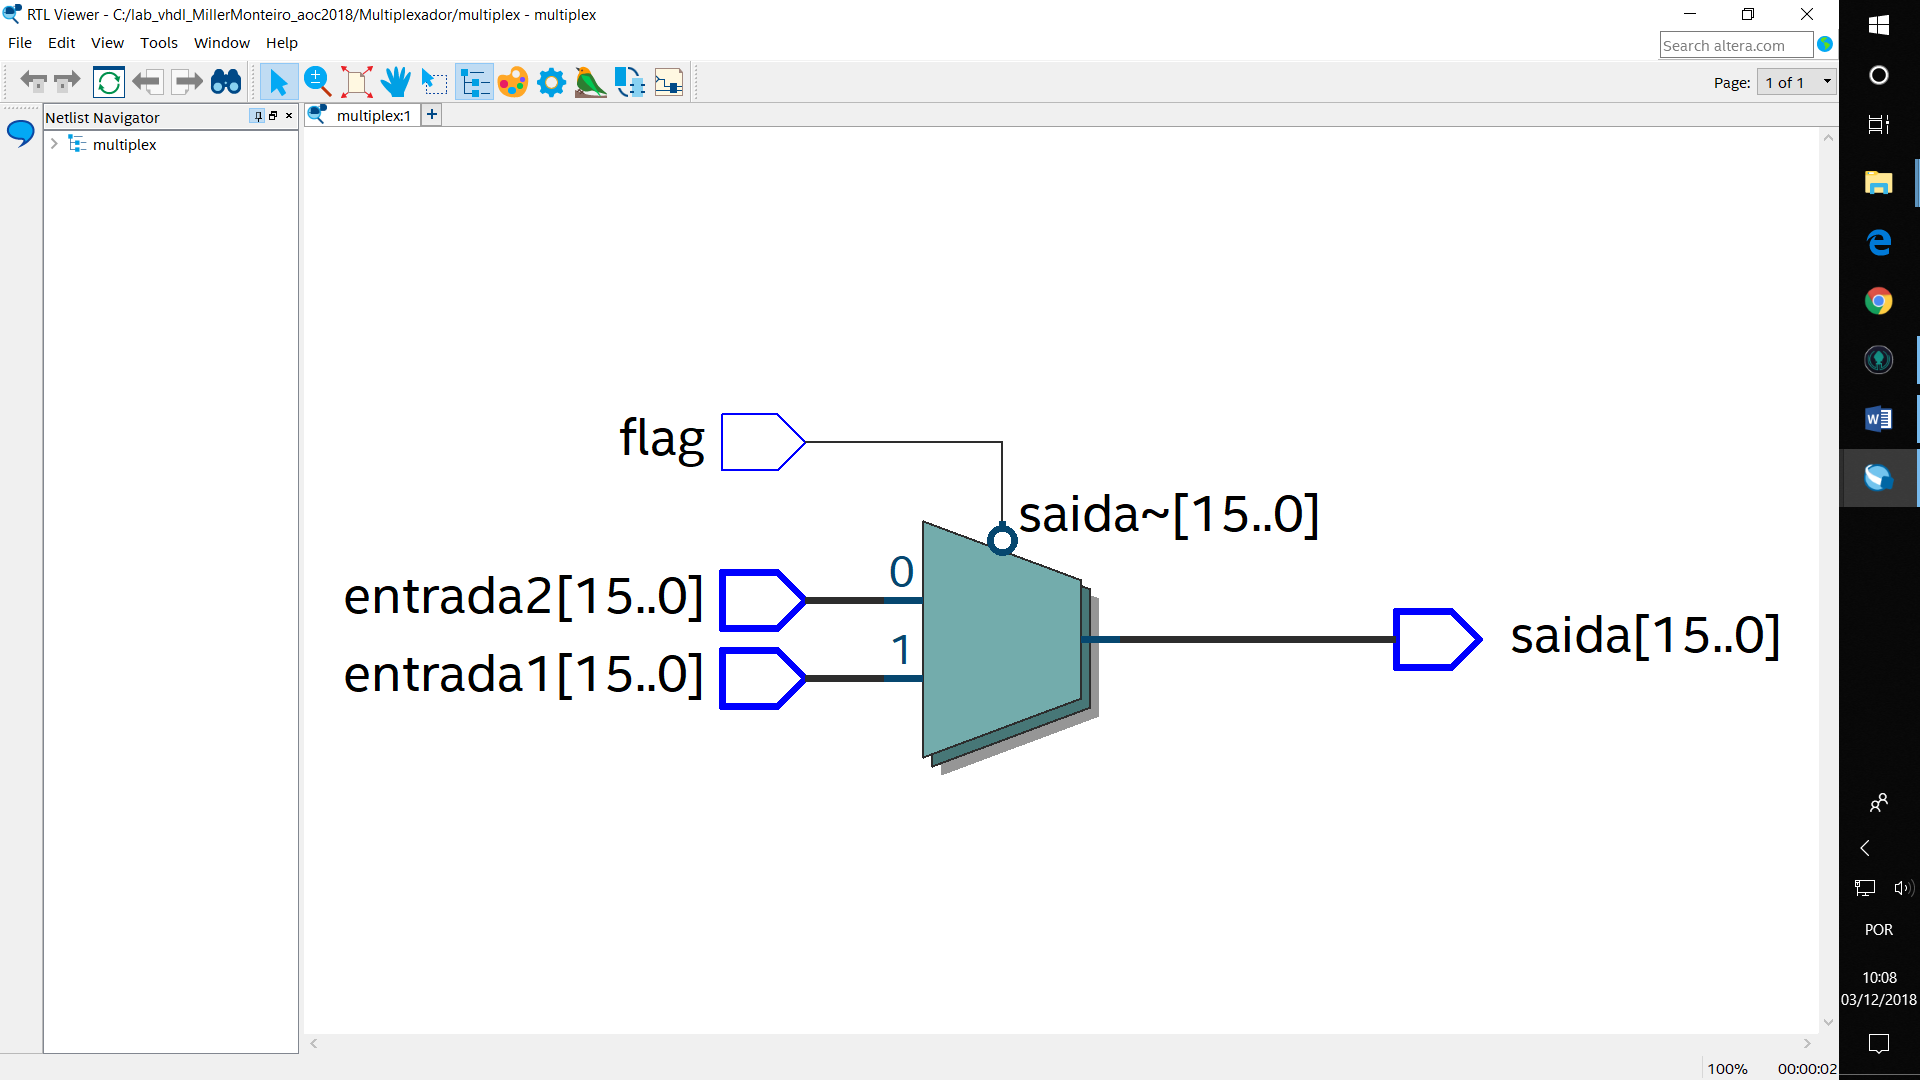 RTL Viewer - C:/lab_vhdl_MillerMonteiro_aoc2018/Multiplexador/multiplex - multiplex
File Edit View Tools Window Help
Search altera.com
Page: 1 of 1
Netlist Navigator
multiplex:1
multiplex
flag
saida~[15..0]
0
entrada2[15..0]
1
entrada1[15..0]
saida[15..0]
POR
10:08
03/12/2018
100% 00:00:02